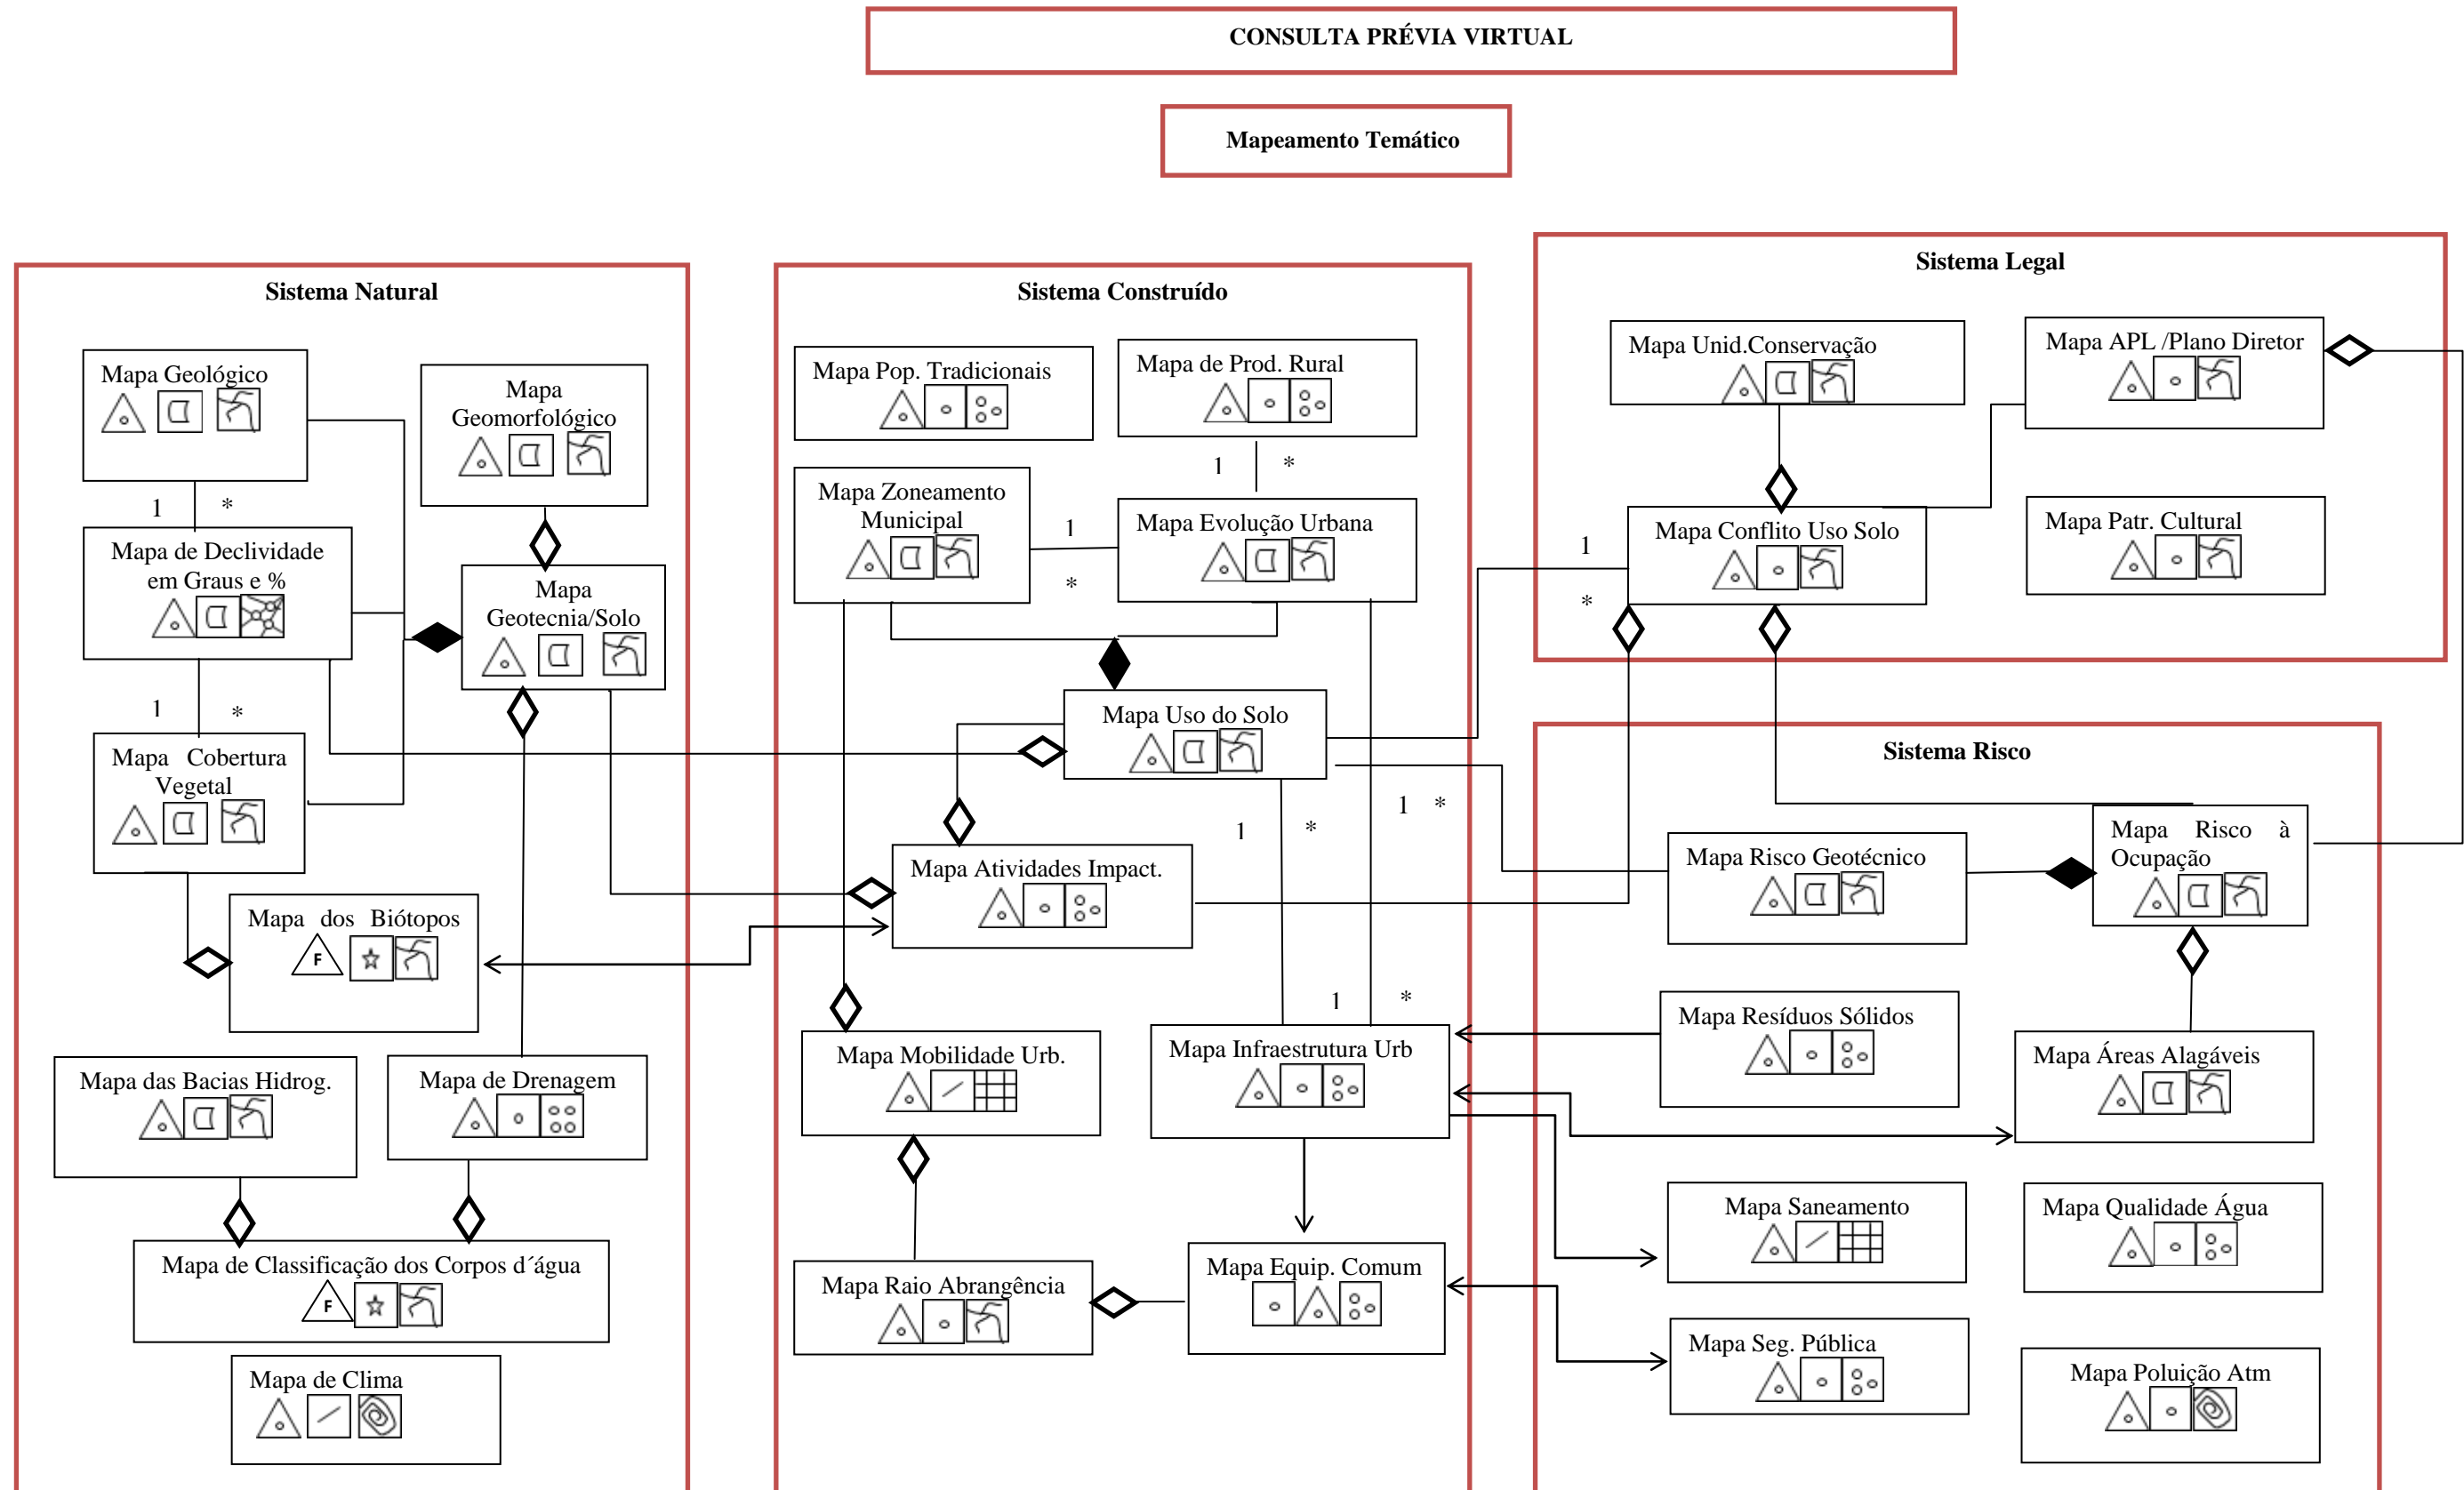 CONSULTA PRÉVIA VIRTUAL
Mapeamento Temático
Sistema Natural
Mapa Geológico
Mapa
Geomorfológico
1 *
Mapa de Declividade
em Graus e %
Mapa
Geotecnia/Solo
1 *
Mapa Cobertura
Vegetal
Mapa dos Biótopos
F
Mapa das Bacias Hidrog.
Mapa de Drenagem
Mapa de Classificação dos Corpos d´água
F
Mapa de Clima
Sistema Construído
Mapa Pop. Tradicionais
Mapa de Prod. Rural
1 *
Mapa Zoneamento
Municipal
1
*
Mapa Evolução Urbana
Mapa Uso do Solo
1 *
1 *
Mapa Atividades Impact.
1 *
Mapa Mobilidade Urb.
Mapa Infraestrutura Urb
Mapa Raio Abrangência
Mapa Equip. Comum
Sistema Legal
Mapa Unid.Conservação
Mapa APL /Plano Diretor
1
*
Mapa Conflito Uso Solo
Mapa Patr. Cultural
Sistema Risco
Mapa Risco Geotécnico
Mapa Risco à
Ocupação
Mapa Resíduos Sólidos
Mapa Áreas Alagáveis
Mapa Saneamento
Mapa Qualidade Água
Mapa Seg. Pública
Mapa Poluição Atm